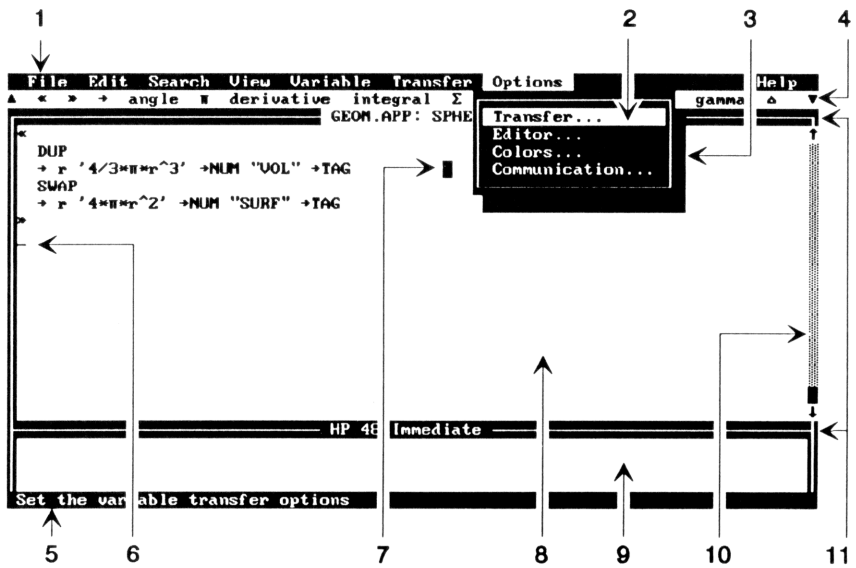 1 2 3 4
File Edit Search View Variable Transfer Options Help
▲ « » → angle π derivative integral Σ gamma △ ▼
GEOM.APP: SPHE
Transfer...
Editor...
Colors...
Communication...
«
DUP
→ r '4/3*π*r^3' →NUM "VOL" →TAG
SWAP
→ r '4*π*r^2' →NUM "SURF" →TAG
»
HP 48 Immediate
Set the variable transfer options
5 6 7 8 9 10 11